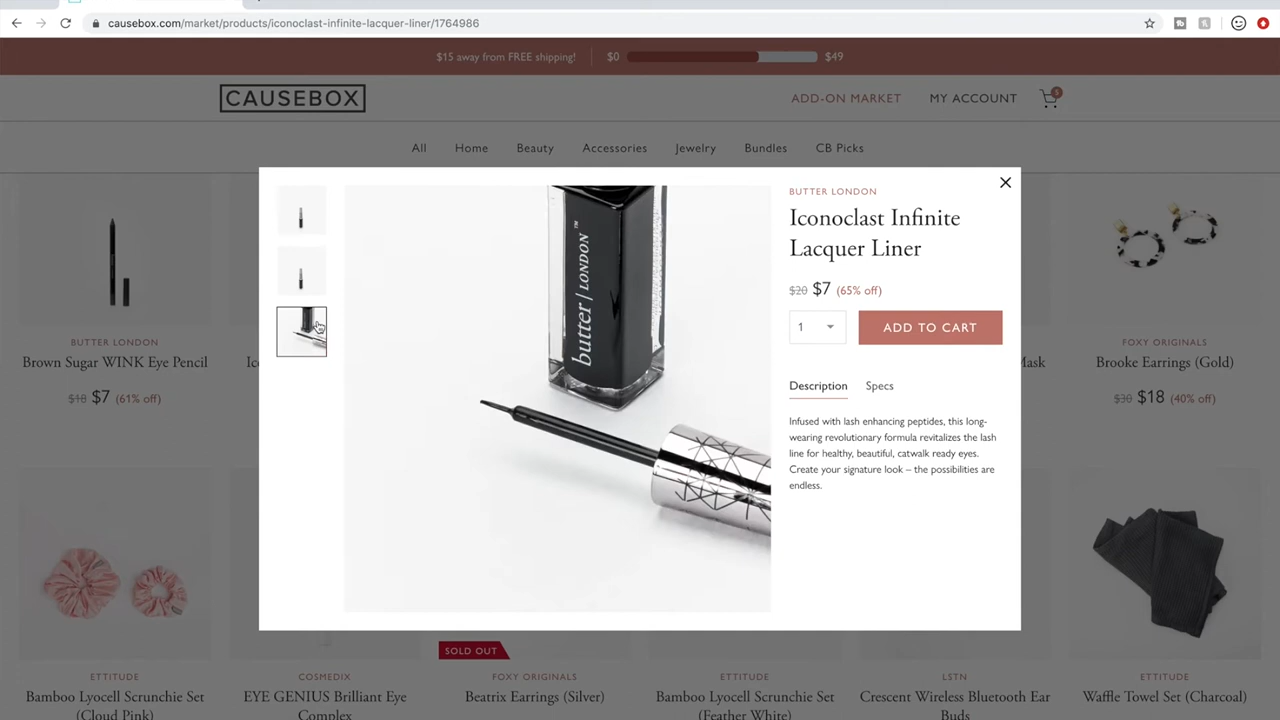 causebox.com/market/products/iconoclast-infinite-lacquer-liner/1764986
$15 away from FREE shipping!
$0
$49
CAUSEBOX
ADD-ON MARKET
MY ACCOUNT
5
All
Home
Beauty
Accessories
Jewelry
Bundles
CB Picks
butter | LONDON™
BUTTER LONDON
Iconoclast Infinite
Lacquer Liner
$20 $7 (65% off)
1
ADD TO CART
Description
Specs
Infused with lash enhancing peptides, this long-
wearing revolutionary formula revitalizes the lash
line for healthy, beautiful, catwalk ready eyes.
Create your signature look – the possibilities are
endless.
BUTTER LONDON
Brown Sugar WINK Eye Pencil
$18 $7 (61% off)
Ic
Mask
FOXY ORIGINALS
Brooke Earrings (Gold)
$30 $18 (40% off)
SOLD OUT
ETTITUDE
Bamboo Lyocell Scrunchie Set
(Cloud Pink)
COSMEDIX
EYE GENIUS Brilliant Eye
Complex
FOXY ORIGINALS
Beatrix Earrings (Silver)
ETTITUDE
Bamboo Lyocell Scrunchie Set
(Feather White)
LSTN
Crescent Wireless Bluetooth Ear
Buds
ETTITUDE
Waffle Towel Set (Charcoal)